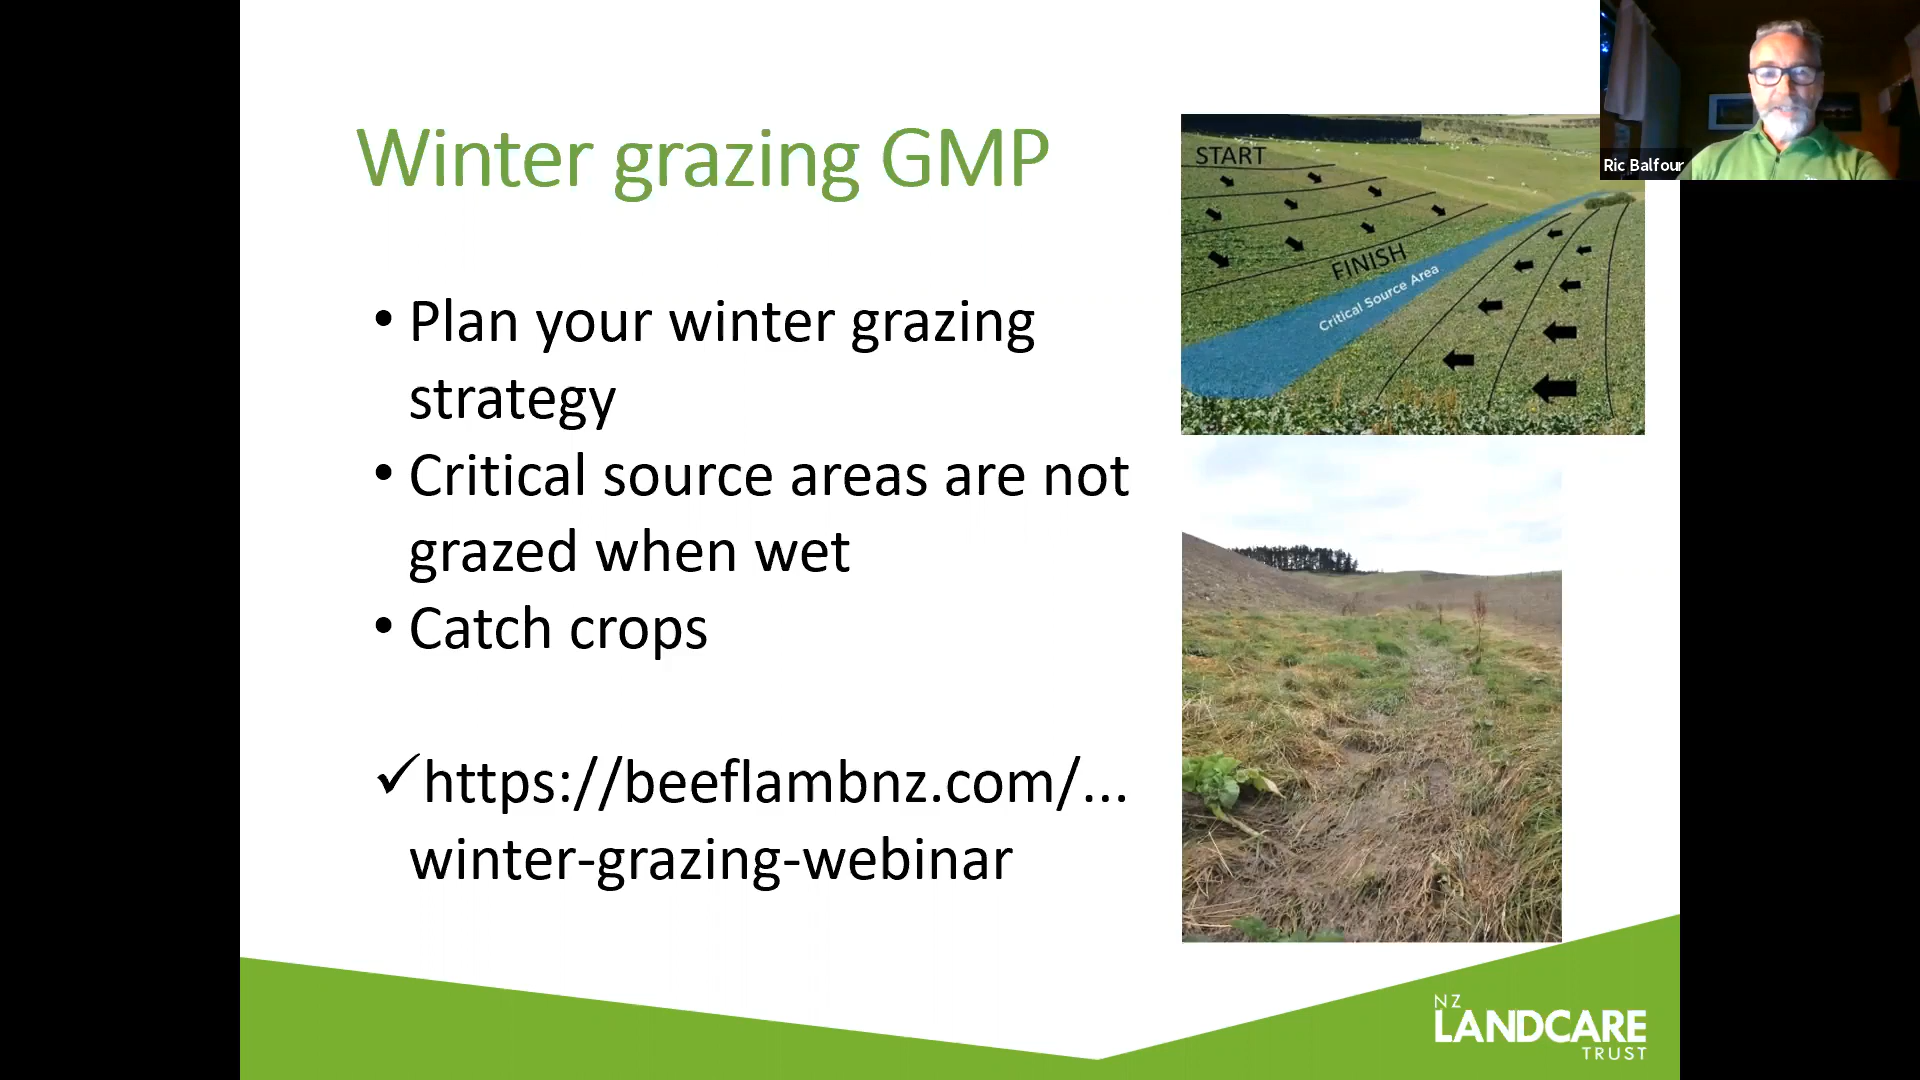 Winter grazing GMP
• Plan your winter grazing
strategy
• Critical source areas are not
grazed when wet
• Catch crops
✓https://beeflambnz.com/...
winter-grazing-webinar
START
FINISH
Critical Source Area
Ric Balfour
NZ
LANDCARE
TRUST